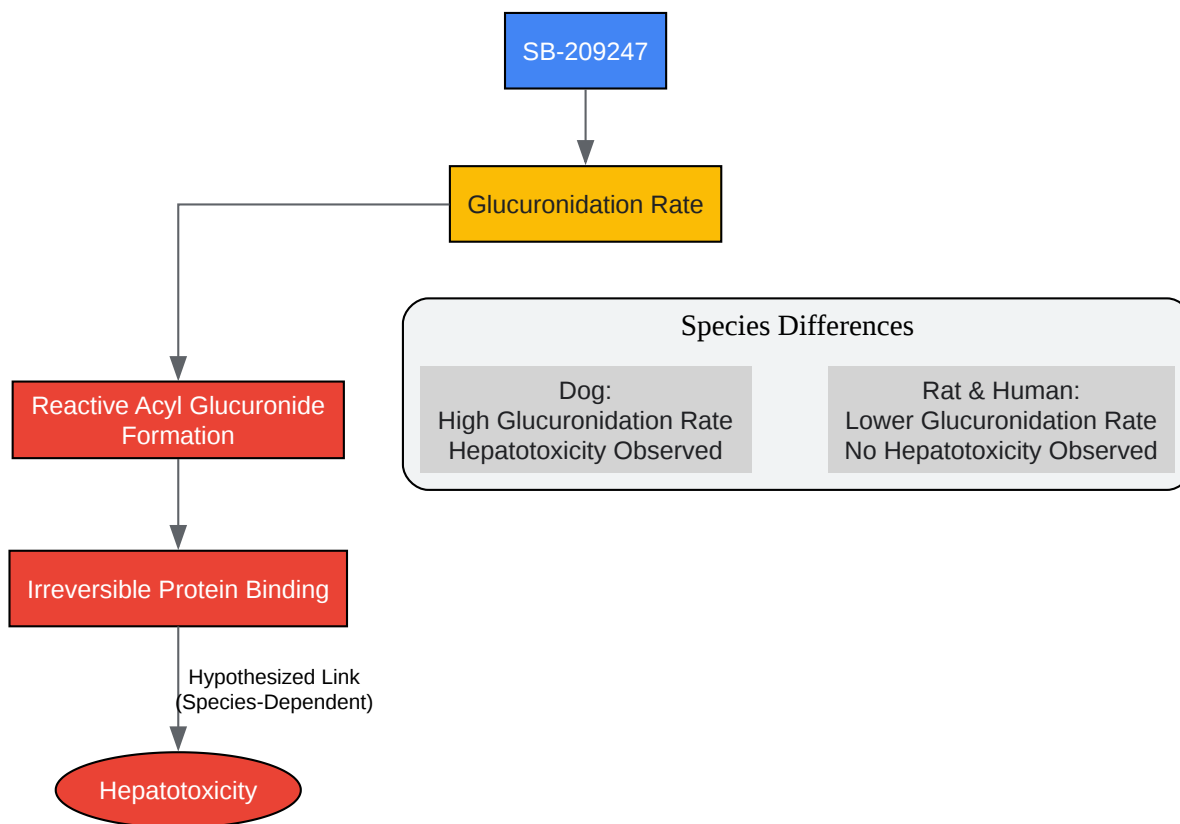 SB-209247
Glucuronidation Rate
Species Differences
Dog:
High Glucuronidation Rate
Hepatotoxicity Observed
Rat & Human:
Lower Glucuronidation Rate
No Hepatotoxicity Observed
Reactive Acyl Glucuronide
Formation
Irreversible Protein Binding
Hypothesized Link
(Species-Dependent)
Hepatotoxicity